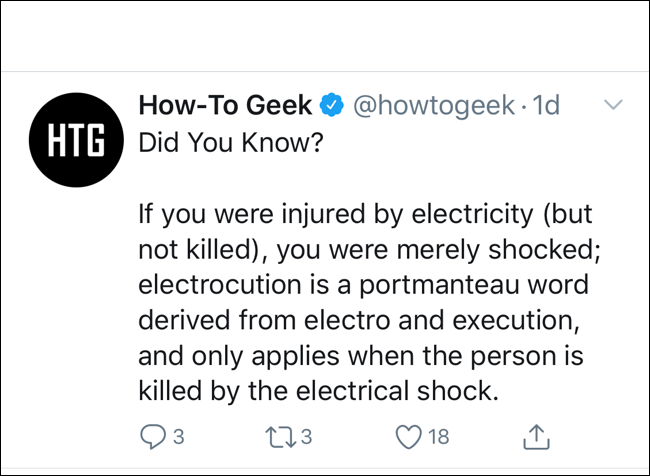 HTG
How-To Geek @howtogeek · 1d
Did You Know?
If you were injured by electricity (but
not killed), you were merely shocked;
electrocution is a portmanteau word
derived from electro and execution,
and only applies when the person is
killed by the electrical shock.
3 3 18